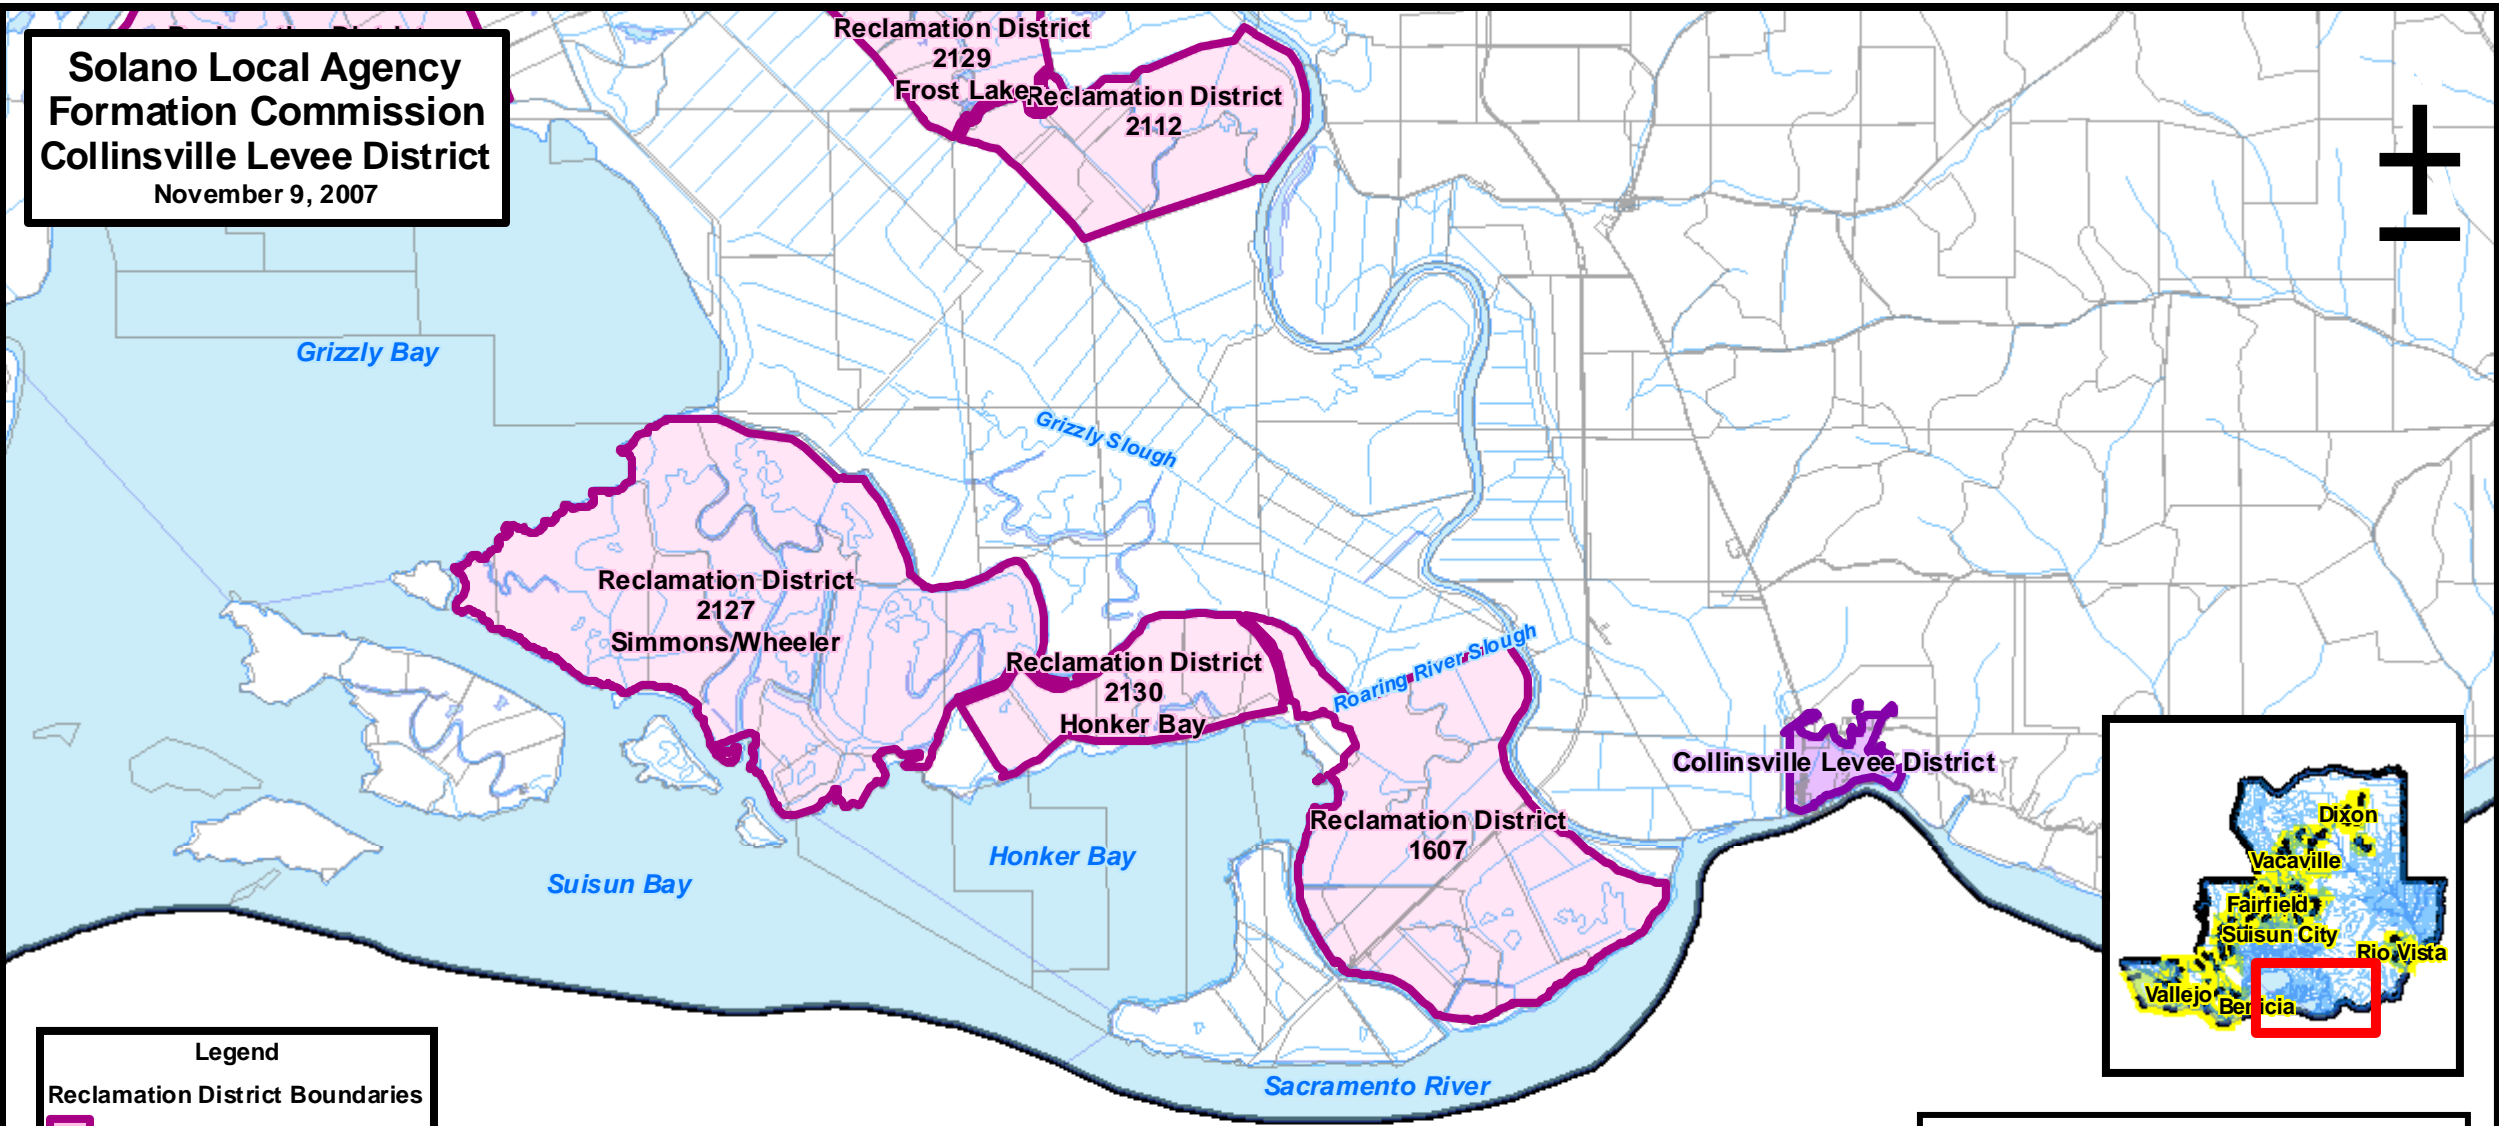 Solano Local Agency
Formation Commission
Collinsville Levee District
November 9, 2007
Reclamation District
2129
Frost Lake
Reclamation District
2112
Grizzly Bay
Grizzly Slough
Reclamation District
2127
Simmons/Wheeler
Reclamation District
2130
Honker Bay
Roaring River Slough
Collinsville Levee District
Reclamation District
1607
Honker Bay
Suisun Bay
Sacramento River
Dixon
Vacaville
Fairfield
Suisun City
Rio Vista
Vallejo
Benicia
Legend
Reclamation District Boundaries